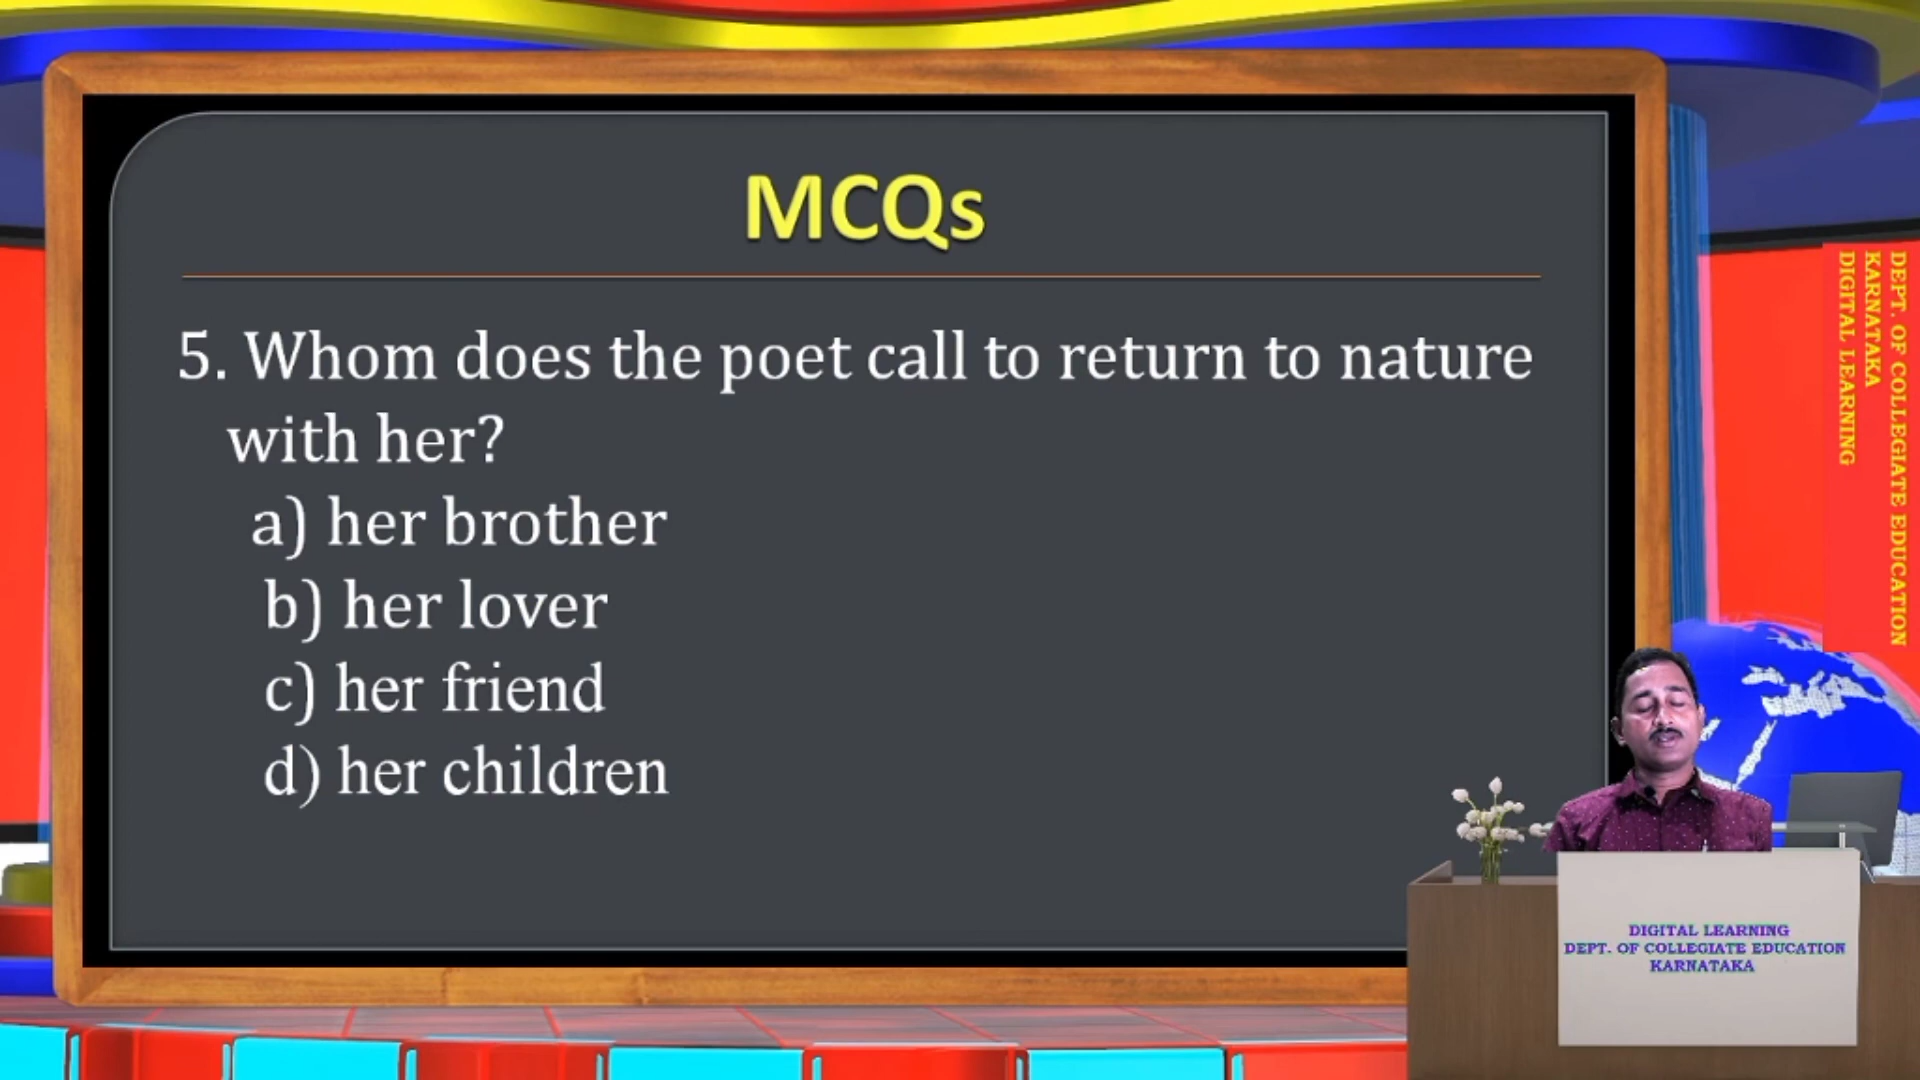 MCQs
5. Whom does the poet call to return to nature
with her?
a) her brother
b) her lover
c) her friend
d) her children
DEPT. OF COLLEGIATE EDUCATION
KARNATAKA
DIGITAL LEARNING
DIGITAL LEARNING
DEPT. OF COLLEGIATE EDUCATION
KARNATAKA